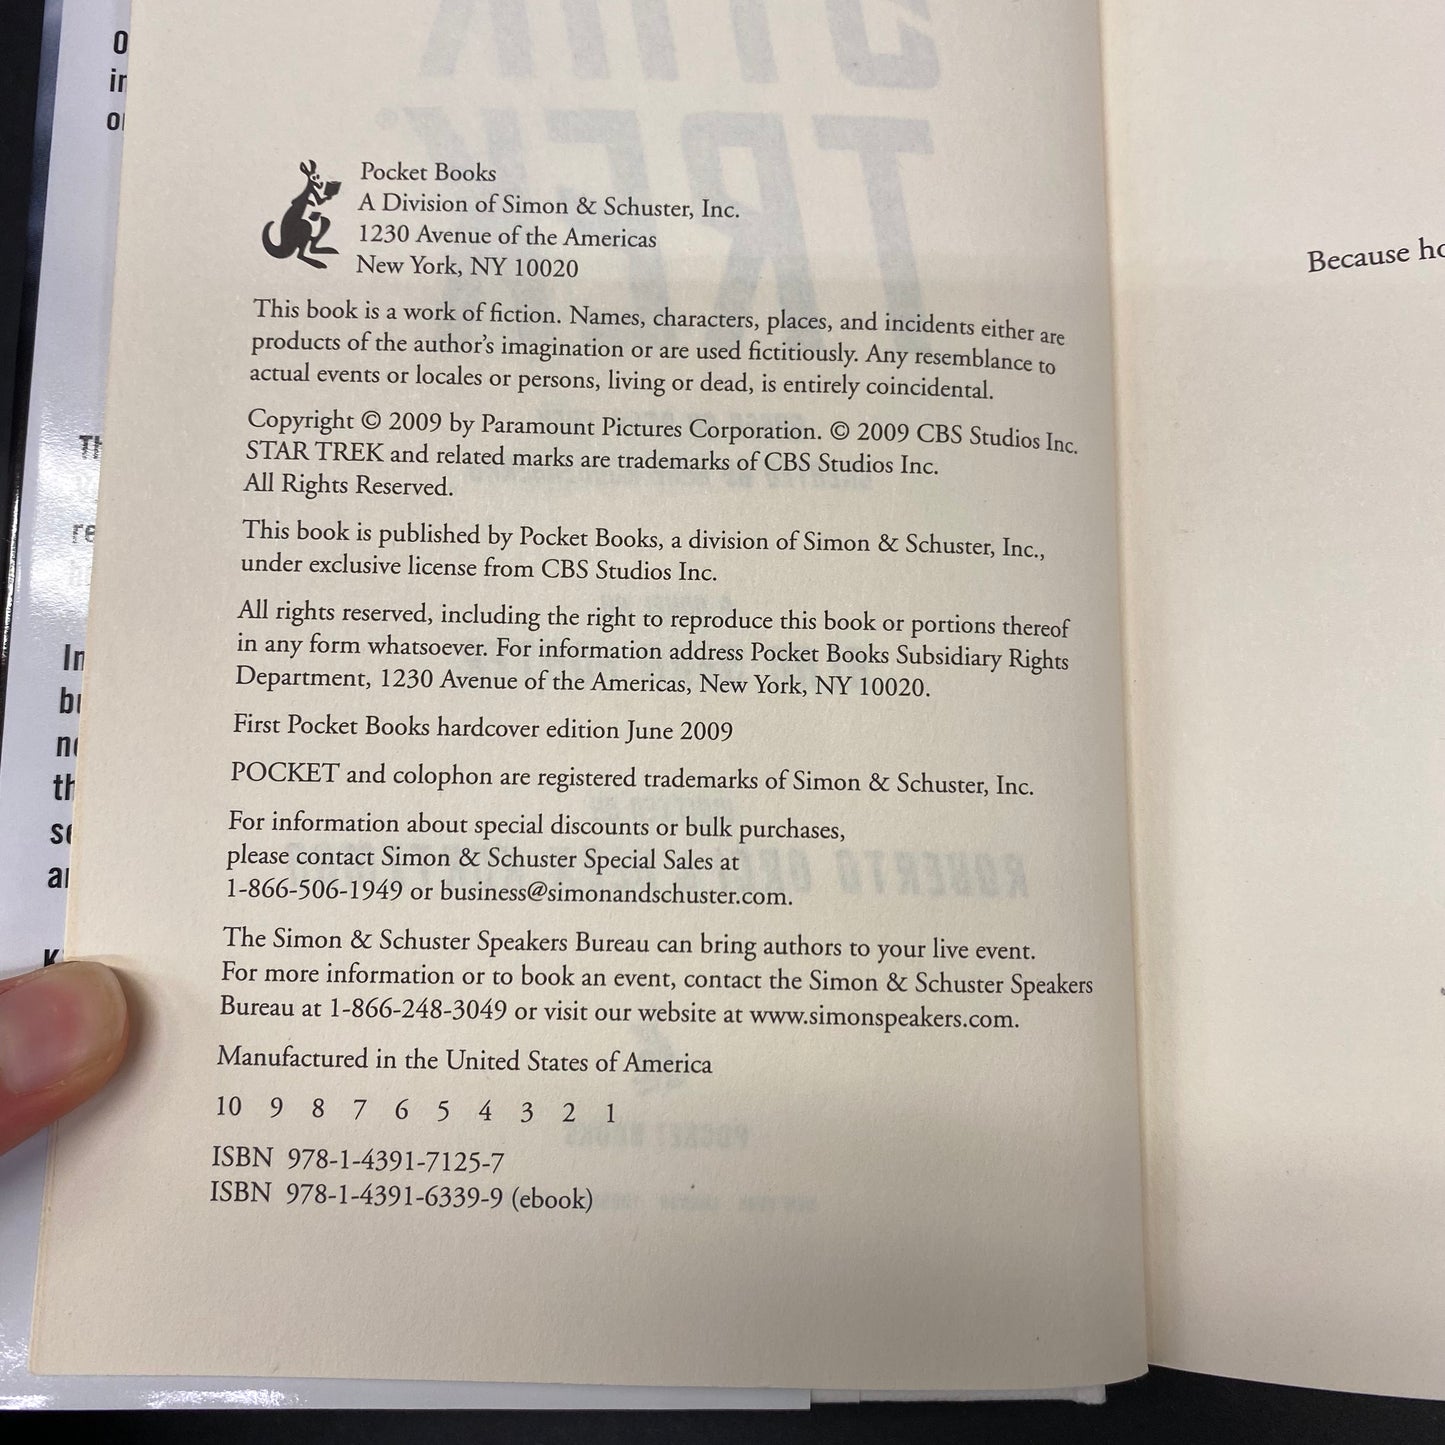 Pocket Books
A Division of Simon & Schuster, Inc.
1230 Avenue of the Americas
New York, NY 10020
This book is a work of fiction. Names, characters, places, and incidents either are
products of the author's imagination or are used fictitiously. Any resemblance to
actual events or locales or persons, living or dead, is entirely coincidental.
Copyright © 2009 by Paramount Pictures Corporation. © 2009 CBS Studios Inc.
STAR TREK and related marks are trademarks of CBS Studios Inc.
All Rights Reserved.
This book is published by Pocket Books, a division of Simon & Schuster, Inc.,
under exclusive license from CBS Studios Inc.
All rights reserved, including the right to reproduce this book or portions thereof
in any form whatsoever. For information address Pocket Books Subsidiary Rights
Department, 1230 Avenue of the Americas, New York, NY 10020.
First Pocket Books hardcover edition June 2009
POCKET and colophon are registered trademarks of Simon & Schuster, Inc.
For information about special discounts or bulk purchases,
please contact Simon & Schuster Special Sales at
1-866-506-1949 or business@simonandschuster.com.
The Simon & Schuster Speakers Bureau can bring authors to your live event.
For more information or to book an event, contact the Simon & Schuster Speakers
Bureau at 1-866-248-3049 or visit our website at www.simonspeakers.com.
Manufactured in the United States of America
10 9 8 7 6 5 4 3 2 1
ISBN 978-1-4391-7125-7
ISBN 978-1-4391-6339-9 (ebook)
Because